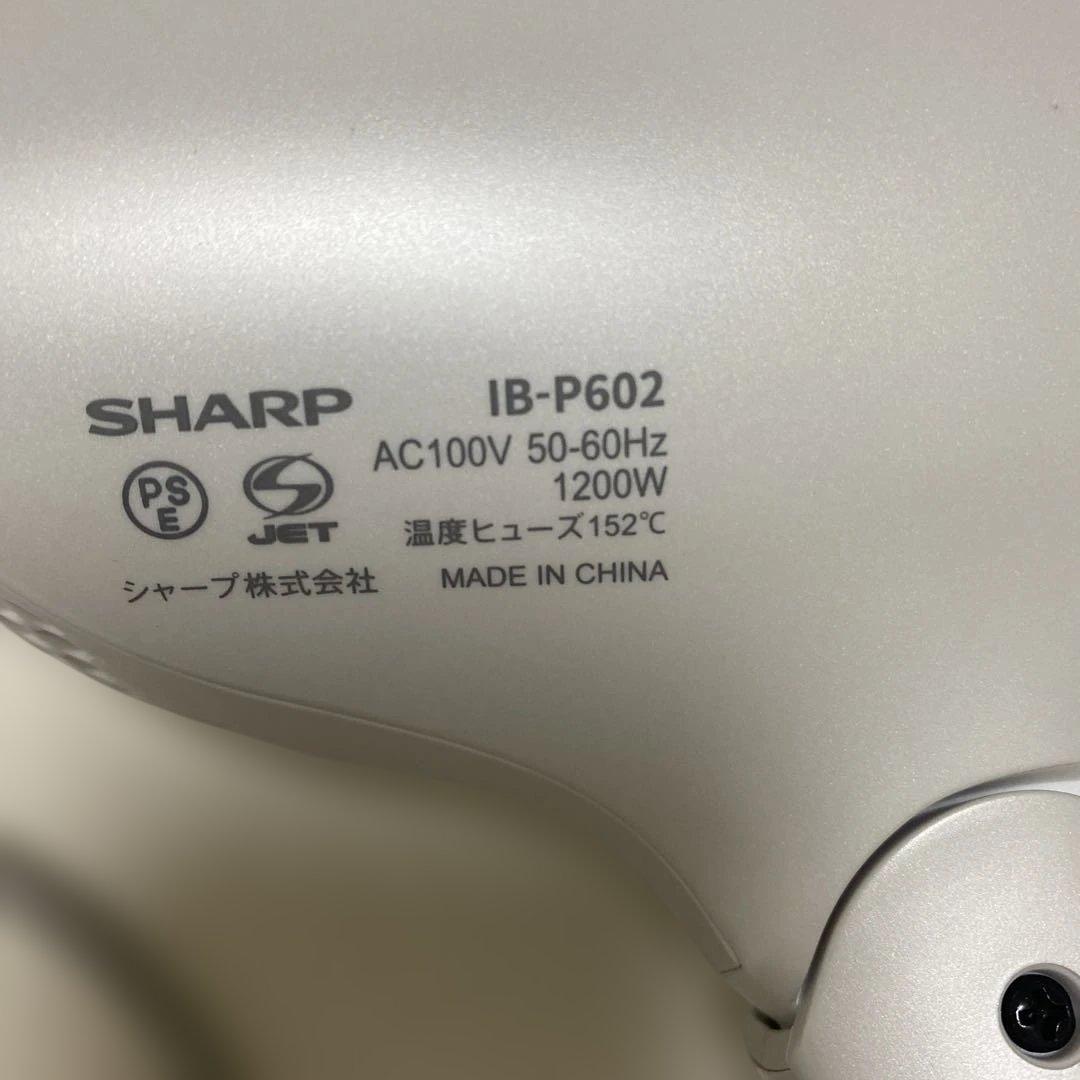 SHARP
IB-P602
AC100V 50-60Hz
1200W
PSE
JET
温度ヒューズ152℃
シャープ株式会社
MADE IN CHINA